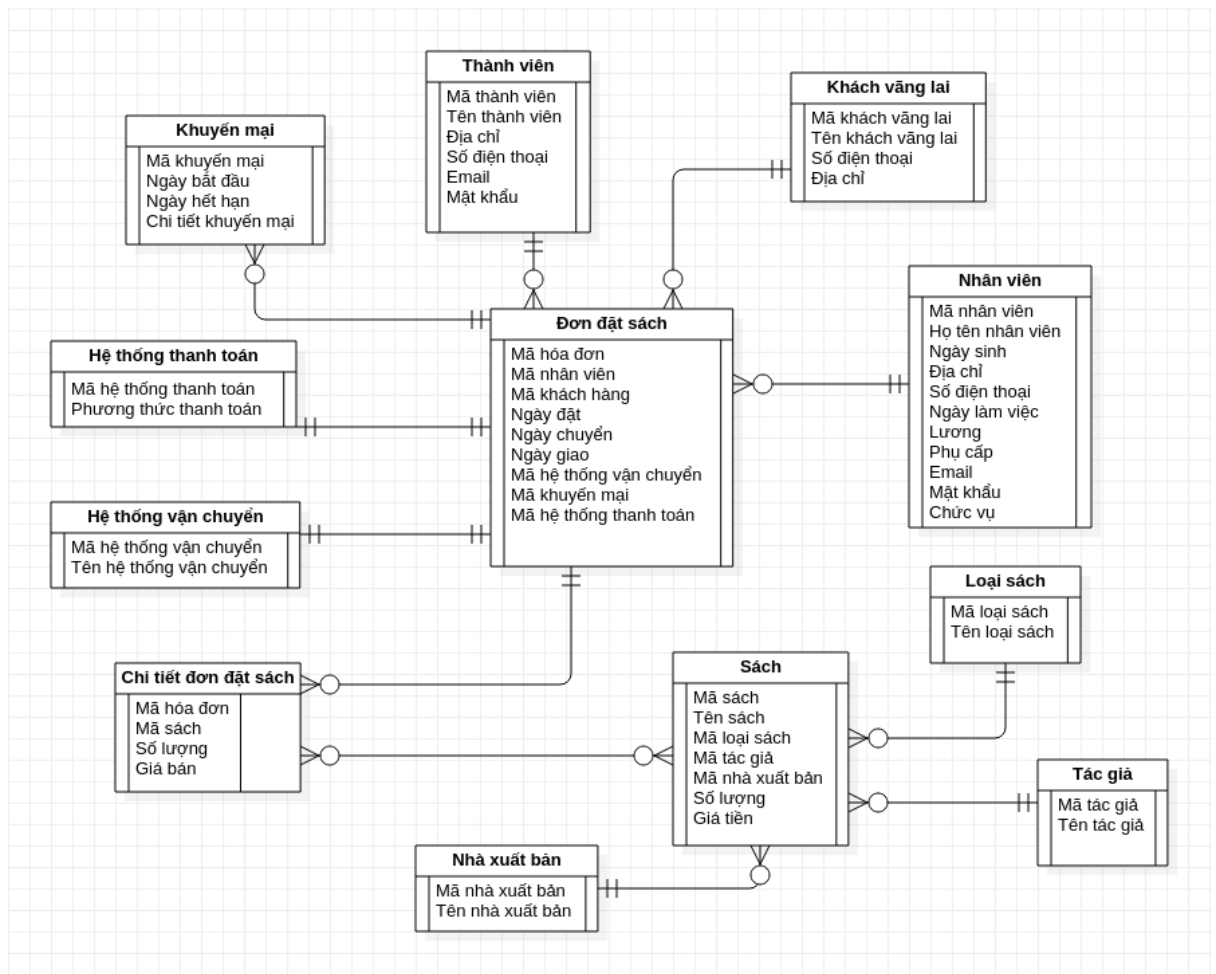 Thành viên
Mã thành viên
Tên thành viên
Địa chỉ
Số điện thoại
Email
Mật khẩu
Khách vãng lai
Mã khách vãng lai
Tên khách vãng lai
Số điện thoại
Địa chỉ
Khuyến mại
Mã khuyến mại
Ngày bắt đầu
Ngày hết hạn
Chi tiết khuyến mại
Nhân viên
Mã nhân viên
Họ tên nhân viên
Ngày sinh
Địa chỉ
Số điện thoại
Ngày làm việc
Lương
Phụ cấp
Email
Mật khẩu
Chức vụ
Đơn đặt sách
Mã hóa đơn
Mã nhân viên
Mã khách hàng
Ngày đặt
Ngày chuyển
Ngày giao
Mã hệ thống vận chuyển
Mã khuyến mại
Mã hệ thống thanh toán
Hệ thống thanh toán
Mã hệ thống thanh toán
Phương thức thanh toán
Hệ thống vận chuyển
Mã hệ thống vận chuyển
Tên hệ thống vận chuyển
Loại sách
Mã loại sách
Tên loại sách
Chi tiết đơn đặt sách
Mã hóa đơn
Mã sách
Số lượng
Giá bán
Sách
Mã sách
Tên sách
Mã loại sách
Mã tác giả
Mã nhà xuất bản
Số lượng
Giá tiền
Tác giả
Mã tác giả
Tên tác giả
Nhà xuất bản
Mã nhà xuất bản
Tên nhà xuất bản